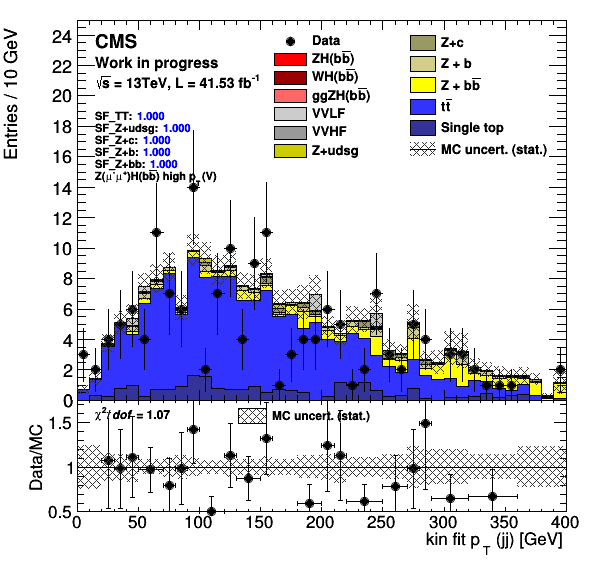 CMS
Work in progress
√s = 13TeV, L = 41.53 fb⁻¹
SF_TT: 1.000
SF_Z+udsg: 1.000
SF_Z+c: 1.000
SF_Z+b: 1.000
SF_Z+bb: 1.000
Z(μ⁻μ⁺)H(bb̅) high p_T(V)
Data
ZH(bb̅)
WH(bb̅)
ggZH(bb̅)
VVLF
VVHF
Z+udsg
Z+c
Z + b
Z + bb̅
tt̅
Single top
MC uncert. (stat.)
Entries / 10 GeV
24
22
20
18
16
14
12
10
8
6
4
2
0
χ²/dof = 1.07
MC uncert. (stat.)
Data/MC
1.5
1
0.5
0 50 100 150 200 250 300 350 400
kin fit p_T (jj) [GeV]